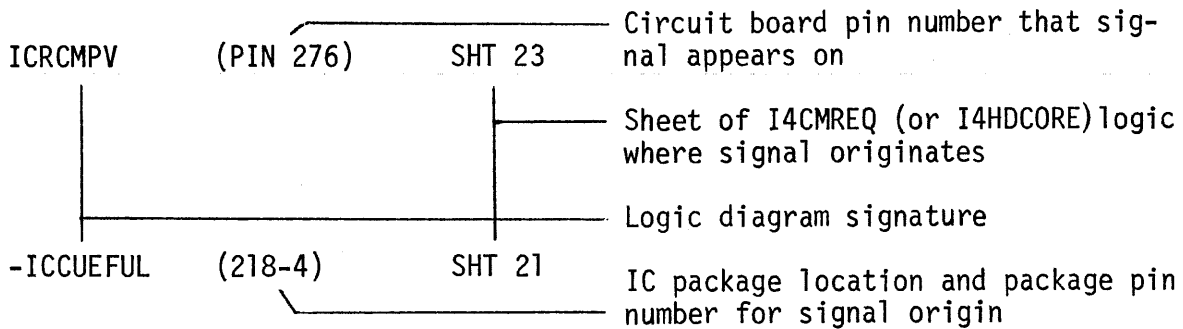 Circuit board pin number that sig-
ICRCMPV (PIN 276) SHT 23 nal appears on
Sheet of I4CMREQ (or I4HDCORE)logic
where signal originates
Logic diagram signature
-ICCUEFUL (218-4) SHT 21
IC package location and package pin
number for signal origin